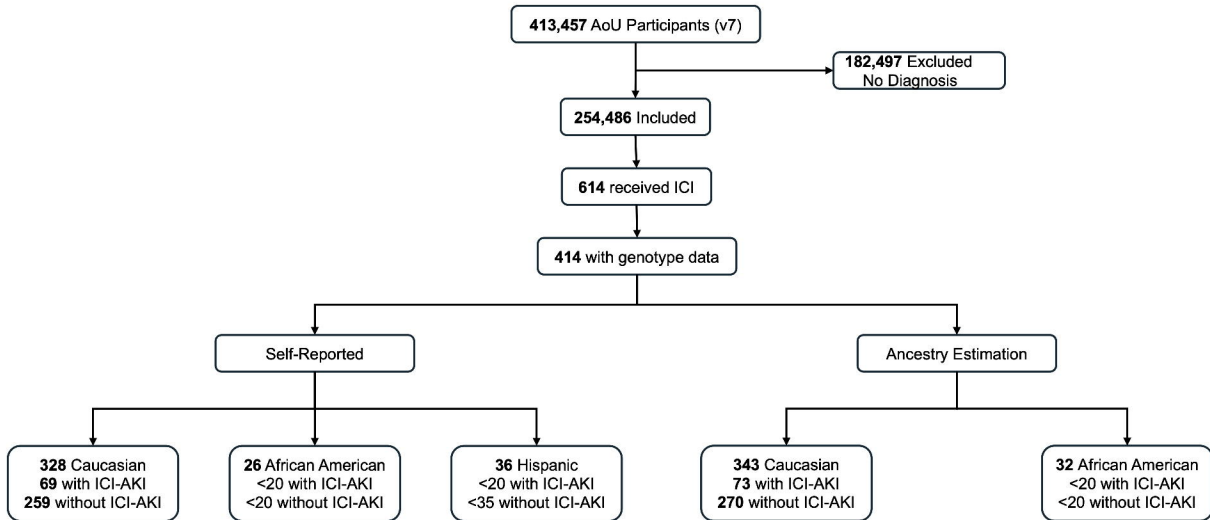 413,457 AoU Participants (v7)
182,497 Excluded
No Diagnosis
254,486 Included
614 received ICI
414 with genotype data
Self-Reported
Ancestry Estimation
328 Caucasian
69 with ICI-AKI
259 without ICI-AKI
26 African American
<20 with ICI-AKI
<20 without ICI-AKI
36 Hispanic
<20 with ICI-AKI
<35 without ICI-AKI
343 Caucasian
73 with ICI-AKI
270 without ICI-AKI
32 African American
<20 with ICI-AKI
<20 without ICI-AKI